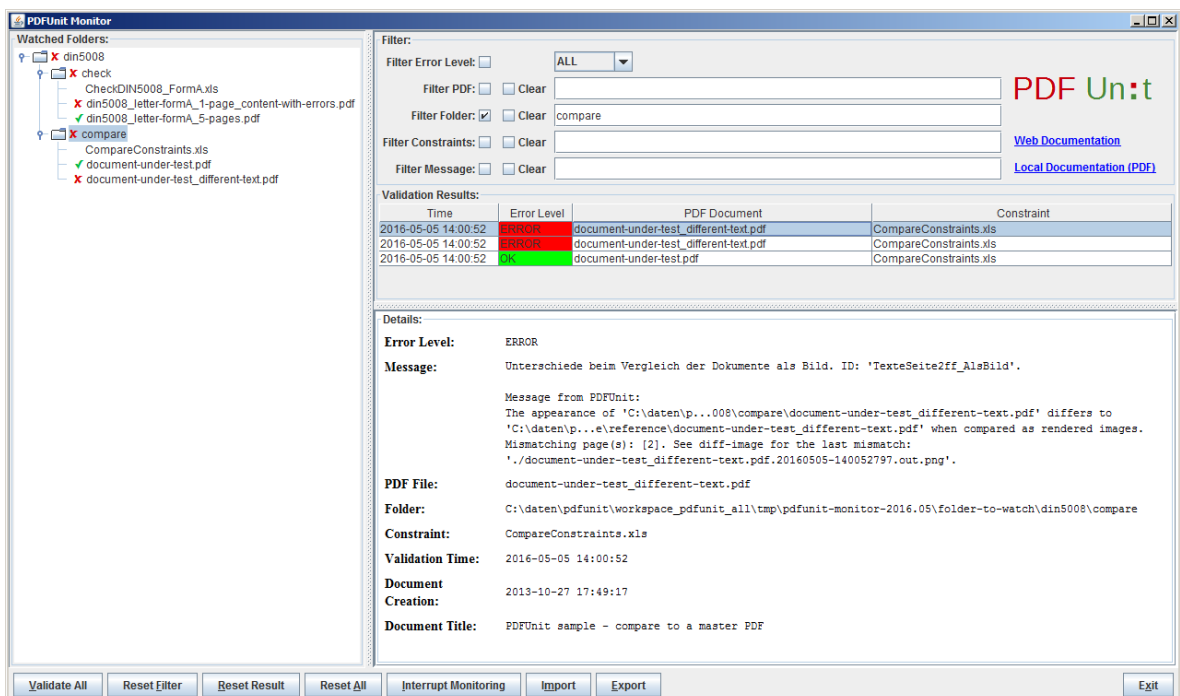 PDFUnit Monitor
Watched Folders:
din5008
check
CheckDIN5008_FormA.xls
din5008_letter-formA_1-page_content-with-errors.pdf
din5008_letter-formA_5-pages.pdf
compare
CompareConstraints.xls
document-under-test.pdf
document-under-test_different-text.pdf
Filter:
Filter Error Level: ALL
Filter PDF: Clear
Filter Folder: Clear compare
Filter Constraints: Clear
Filter Message: Clear
PDF Un:t
Web Documentation
Local Documentation (PDF)
Validation Results:
Time Error Level PDF Document Constraint
2016-05-05 14:00:52 ERROR document-under-test_different-text.pdf CompareConstraints.xls
2016-05-05 14:00:52 ERROR document-under-test_different-text.pdf CompareConstraints.xls
2016-05-05 14:00:52 OK document-under-test.pdf CompareConstraints.xls
Details:
Error Level: ERROR
Message: Unterschiede beim Vergleich der Dokumente als Bild. ID: 'TexteSeite2ff_AlsBild'.
Message from PDFUnit:
The appearance of 'C:\daten\p...008\compare\document-under-test_different-text.pdf' differs to
'C:\daten\p...e\reference\document-under-test_different-text.pdf' when compared as rendered images.
Mismatching page(s): [2]. See diff-image for the last mismatch:
'./document-under-test_different-text.pdf.20160505-140052797.out.png'.
PDF File: document-under-test_different-text.pdf
Folder: C:\daten\pdfunit\workspace_pdfunit_all\tmp\pdfunit-monitor-2016.05\folder-to-watch\din5008\compare
Constraint: CompareConstraints.xls
Validation Time: 2016-05-05 14:00:52
Document
Creation: 2013-10-27 17:49:17
Document Title: PDFUnit sample - compare to a master PDF
Validate All Reset Filter Reset Result Reset All Interrupt Monitoring Import Export Exit